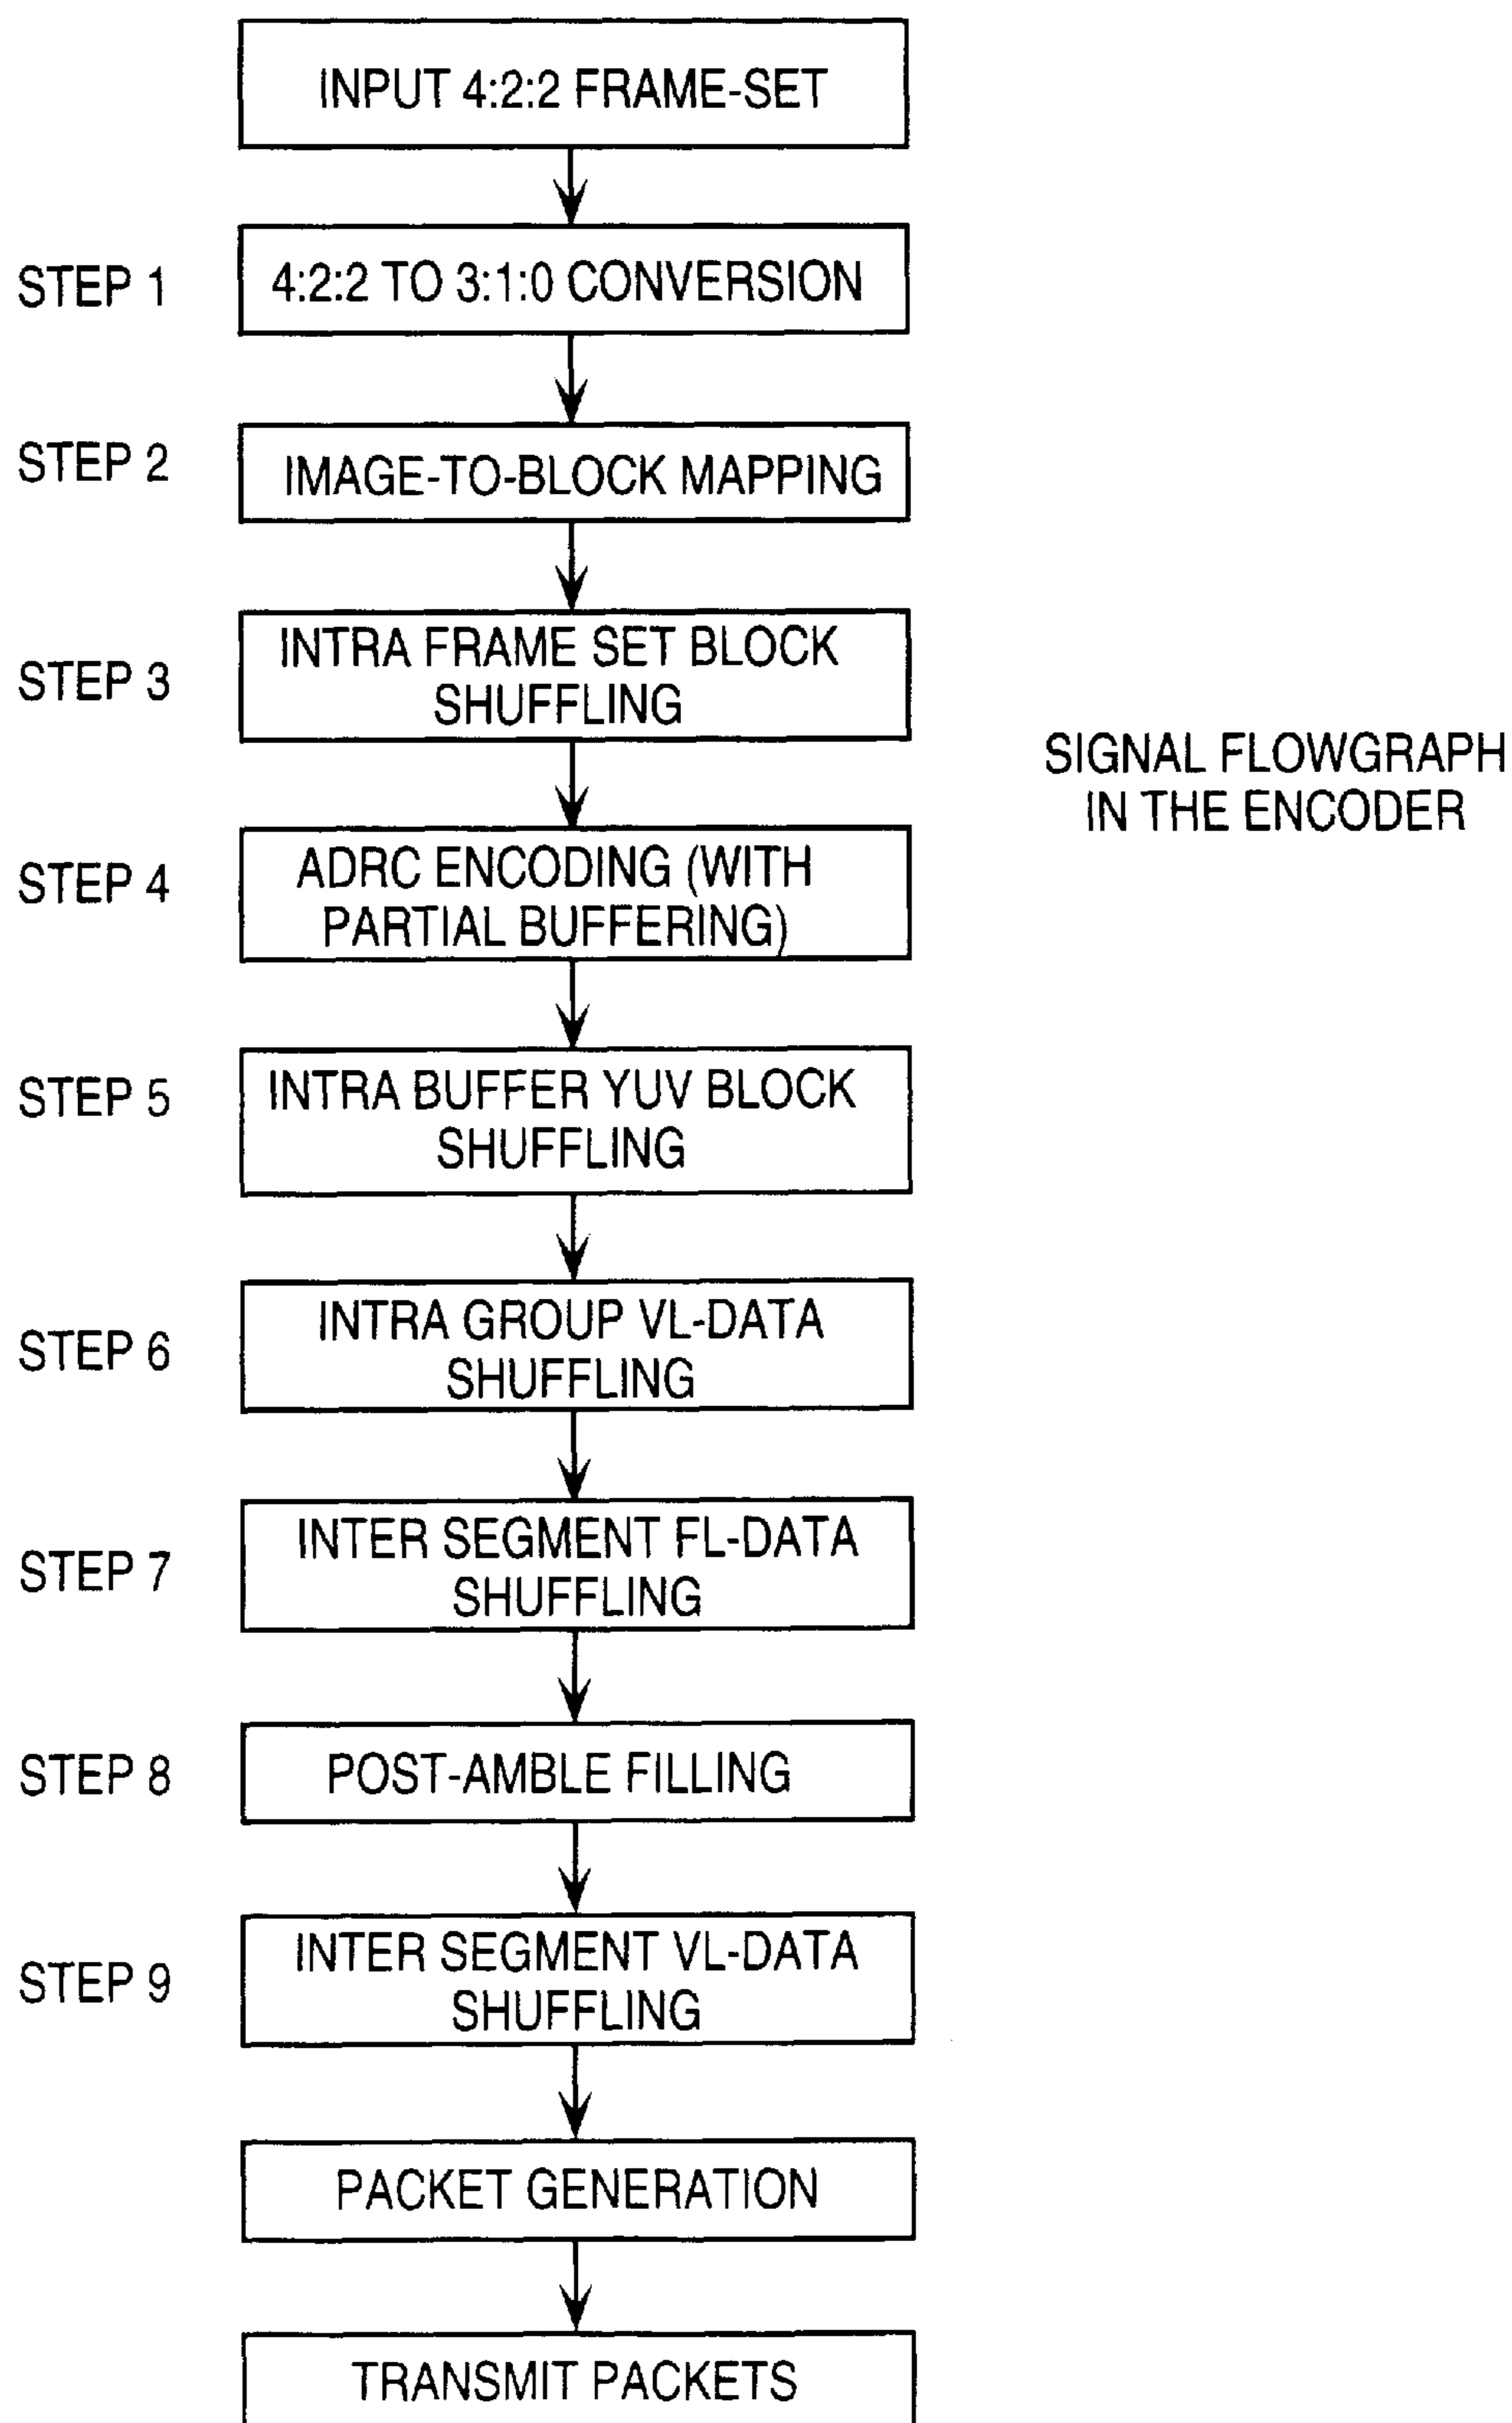 INPUT 4:2:2 FRAME-SET
STEP 1
4:2:2 TO 3:1:0 CONVERSION
STEP 2
IMAGE-TO-BLOCK MAPPING
STEP 3
INTRA FRAME SET BLOCK
SHUFFLING
SIGNAL FLOWGRAPH
IN THE ENCODER
STEP 4
ADRC ENCODING (WITH
PARTIAL BUFFERING)
STEP 5
INTRA BUFFER YUV BLOCK
SHUFFLING
STEP 6
INTRA GROUP VL-DATA
SHUFFLING
STEP 7
INTER SEGMENT FL-DATA
SHUFFLING
STEP 8
POST-AMBLE FILLING
STEP 9
INTER SEGMENT VL-DATA
SHUFFLING
PACKET GENERATION
TRANSMIT PACKETS